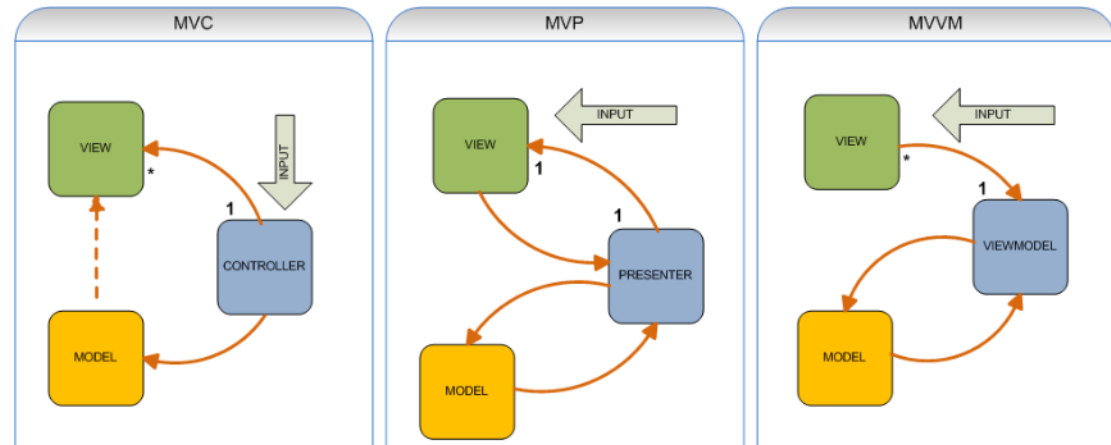 MVC
INPUT
VIEW
*
1
CONTROLLER
MODEL
MVP
INPUT
VIEW
1
1
PRESENTER
MODEL
MVVM
INPUT
VIEW
*
1
VIEWMODEL
MODEL